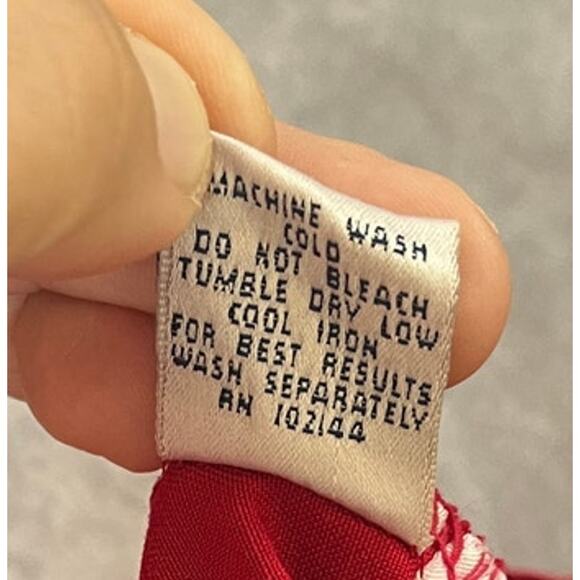 MACHINE WASH
COLD
DO NOT BLEACH
TUMBLE DRY LOW
COOL IRON
FOR BEST RESULTS
WASH SEPARATELY
RN 102144